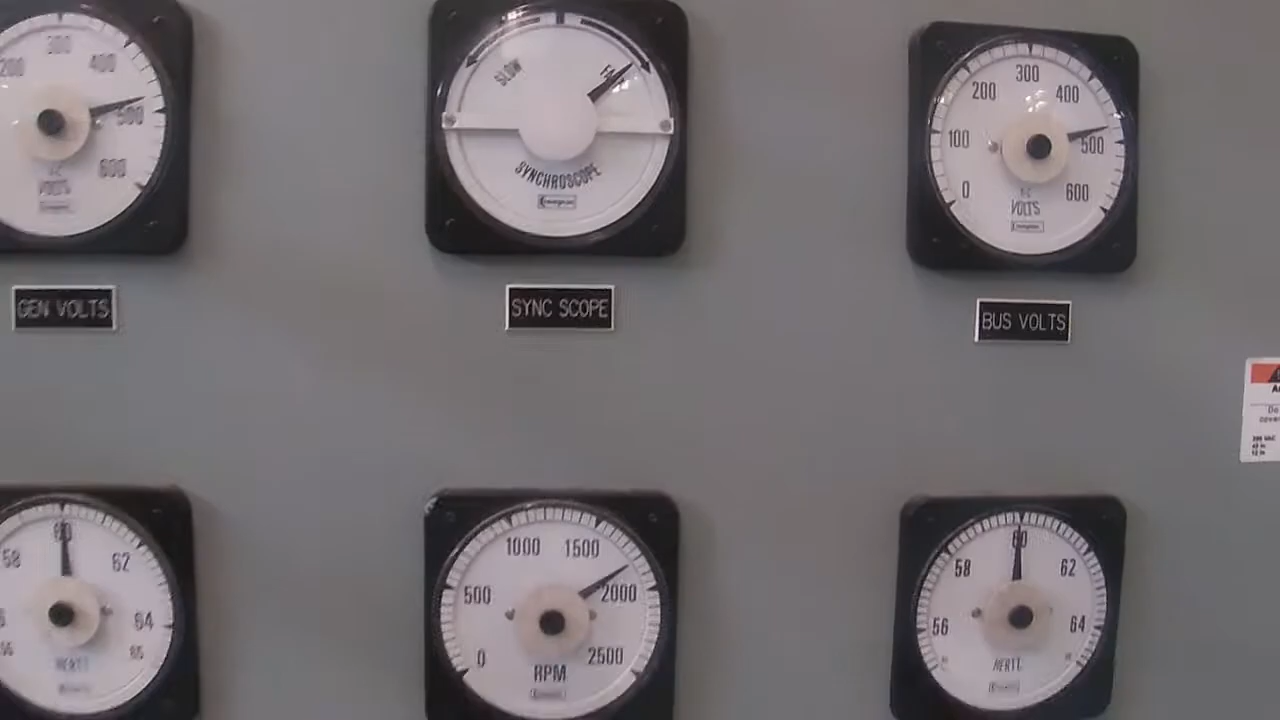 300
200
400
500
600
VOLTS
GEN VOLTS
SLOW
SYNCHROSCOPE
SYNC SCOPE
300
200
400
100
500
0
600
VOLTS
BUS VOLTS
60
58
62
64
65
HERTZ
1000
1500
500
2000
0
2500
RPM
60
58
62
56
64
HERTZ